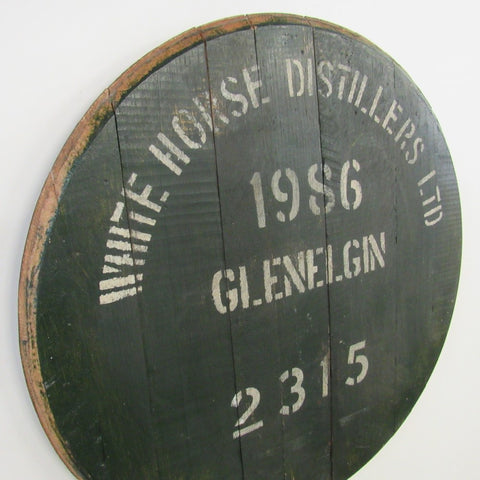 WHITE HORSE DISTILLERS LTD
1986
GLENELGIN
2315